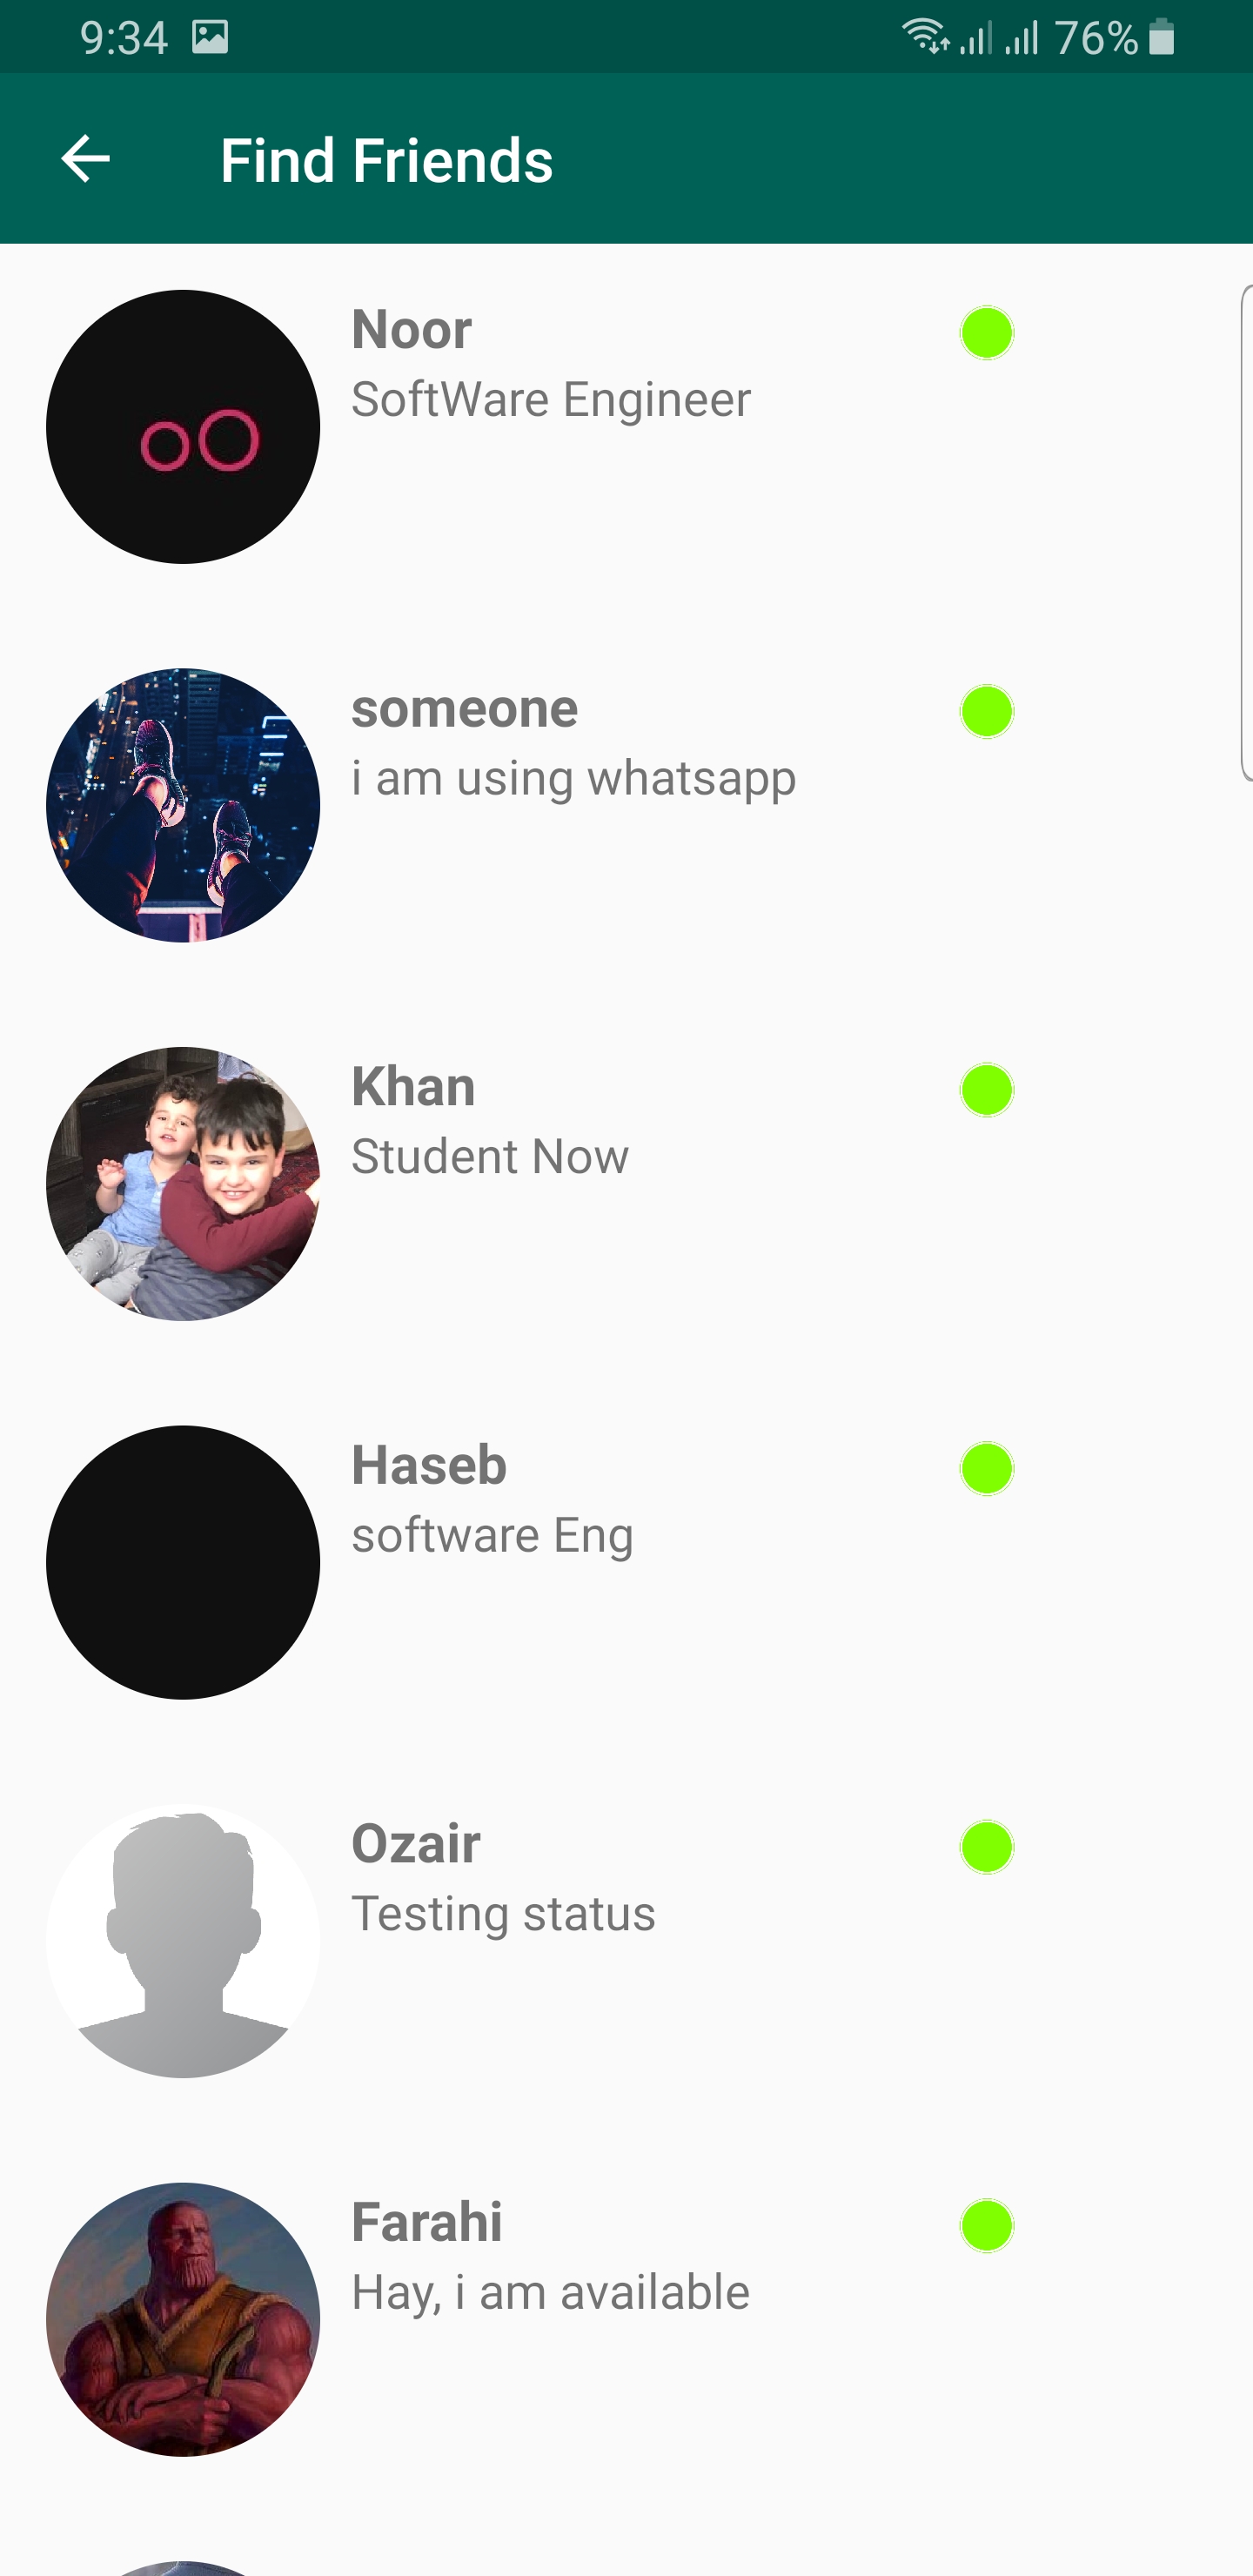 9:34 76%
Find Friends
Noor
SoftWare Engineer
someone
i am using whatsapp
Khan
Student Now
Haseb
software Eng
Ozair
Testing status
Farahi
Hay, i am available